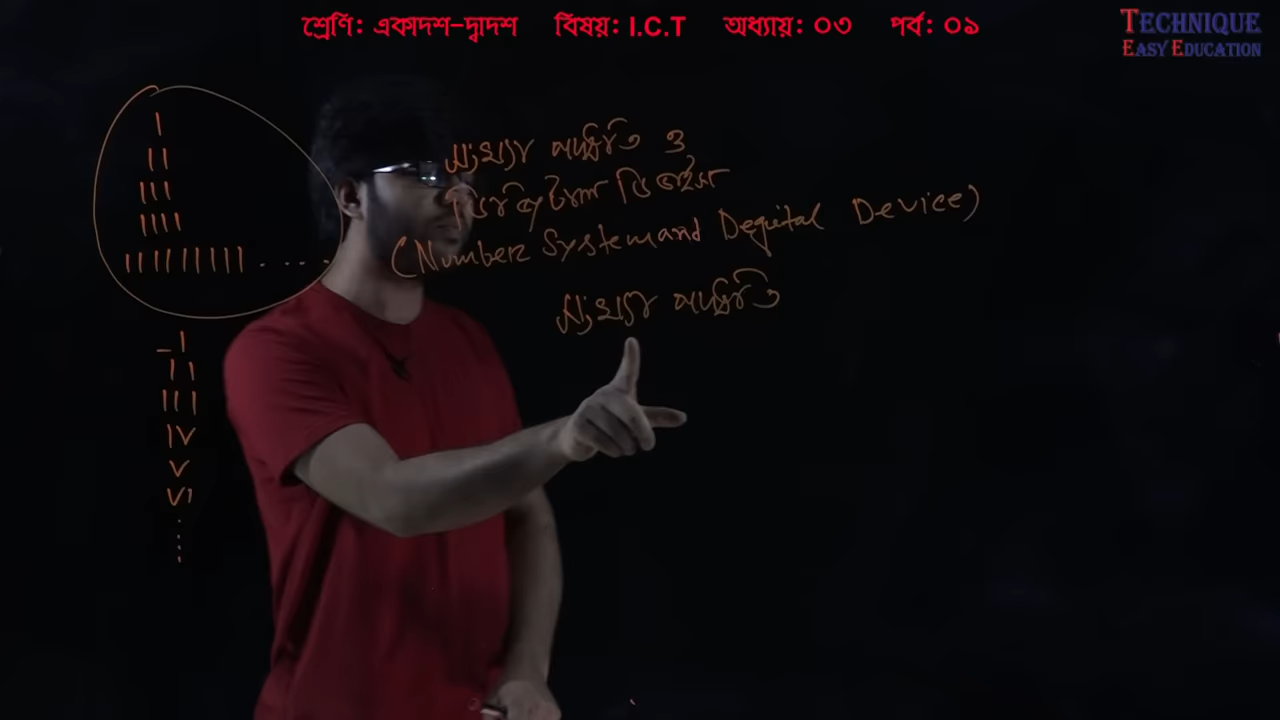 শ্রেণি: একাদশ-দ্বাদশ বিষয়: I.C.T অধ্যায়: ০৩ পর্ব: ০১
TECHNIQUE
EASY EDUCATION
সংখ্যা পদ্ধতি ও
ডিজিটাল ডিভাইস
(Number System and Degital Device)
সংখ্যা পদ্ধতি
I
II
III
IIII
IIIIIIIII . . . .
I
II
III
IV
V
VI